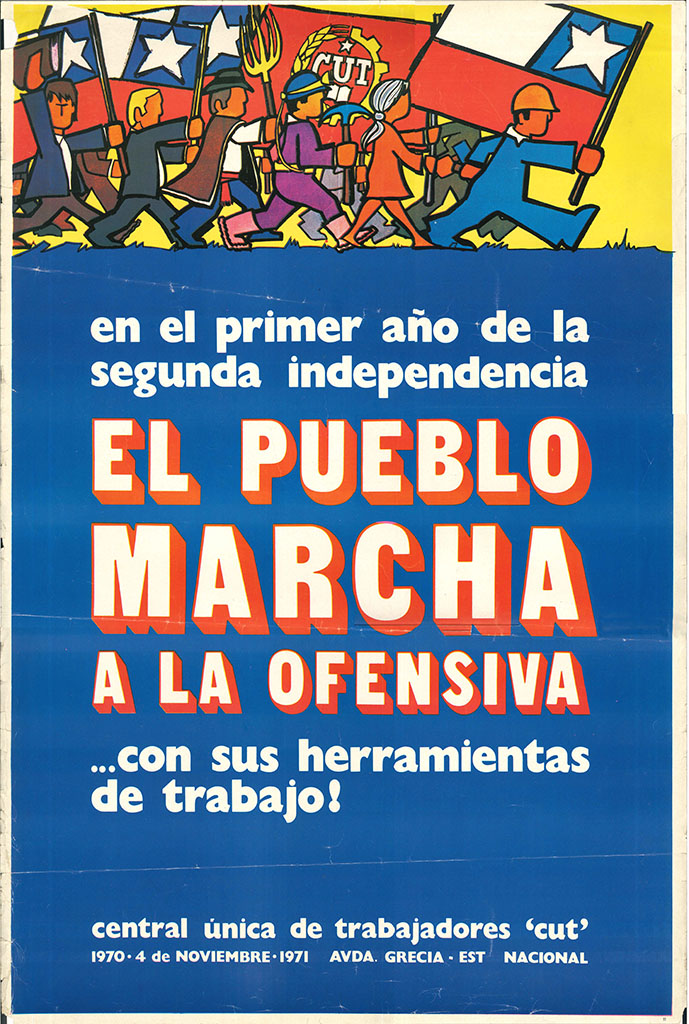 CUT
en el primer año de la
segunda independencia
EL PUEBLO
MARCHA
A LA OFENSIVA
...con sus herramientas
de trabajo!
central única de trabajadores ‘cut’
1970·4 de NOVIEMBRE·1971 AVDA. GRECIA - EST NACIONAL